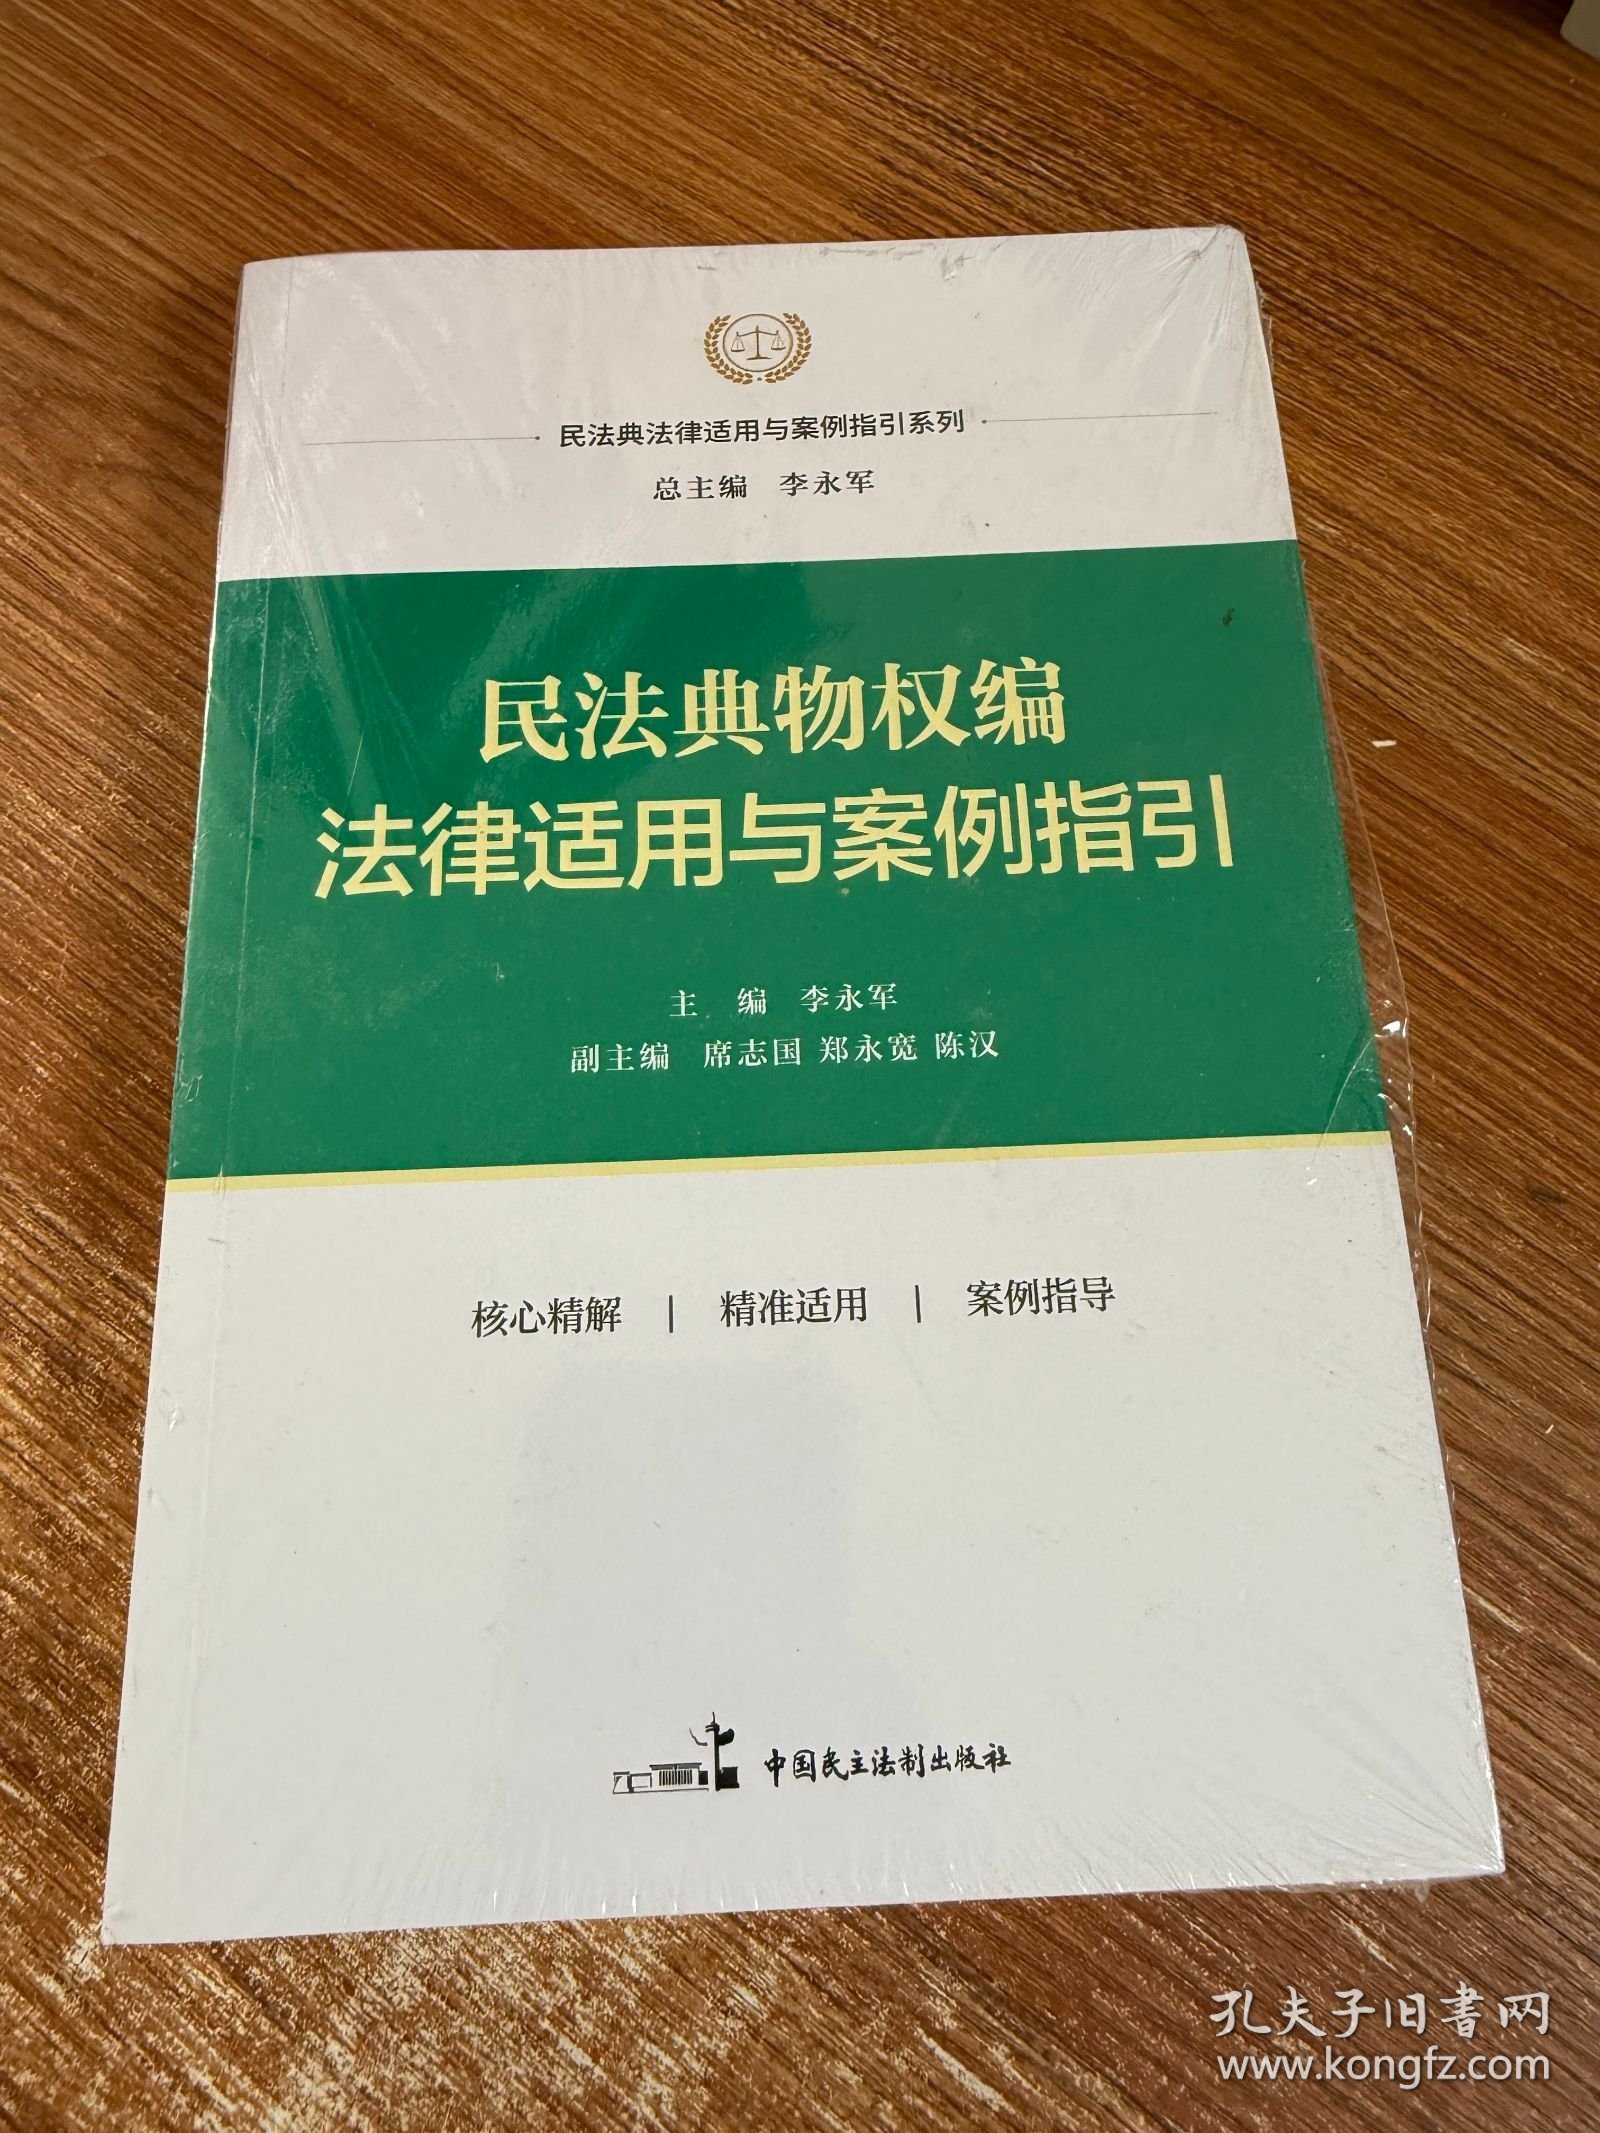 民法典法律适用与案例指引系列
总主编 李永军
民法典物权编
法律适用与案例指引
主 编 李永军
副主编 席志国 郑永宽 陈汉
核心精解 | 精准适用 | 案例指导
中国民主法制出版社
孔夫子旧书网
www.kongfz.com